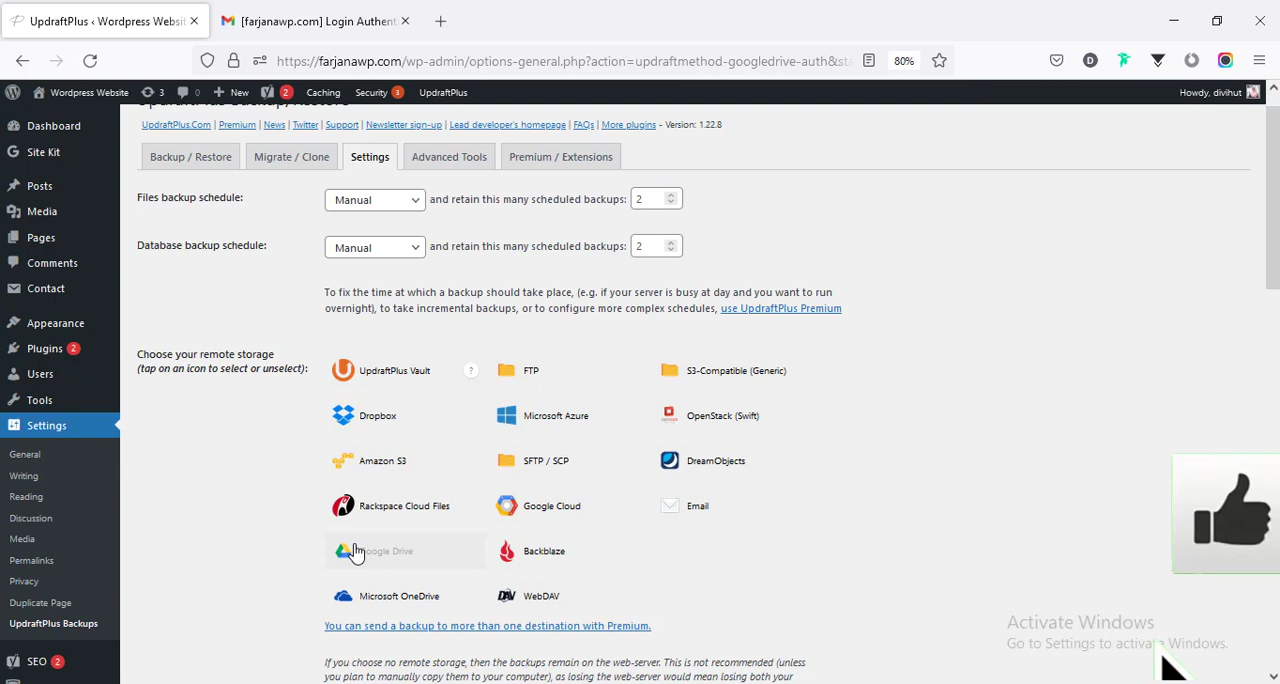 UpdraftPlus ‹ Wordpress Websit
[farjanawp.com] Login Authent
https://farjanawp.com/wp-admin/options-general.php?action=updraftmethod-googledrive-auth&sta
80%
Wordpress Website
3
0
New
2
Caching
Security 3
UpdraftPlus
Howdy, divihut
Dashboard
Site Kit
Posts
Media
Pages
Comments
Contact
Appearance
Plugins 2
Users
Tools
Settings
General
Writing
Reading
Discussion
Media
Permalinks
Privacy
Duplicate Page
UpdraftPlus Backups
SEO 2
UpdraftPlus.Com | Premium | News | Twitter | Support | Newsletter sign-up | Lead developer's homepage | FAQs | More plugins - Version: 1.22.8
Backup / Restore
Migrate / Clone
Settings
Advanced Tools
Premium / Extensions
Files backup schedule:
Manual
and retain this many scheduled backups: 2
Database backup schedule:
Manual
and retain this many scheduled backups: 2
To fix the time at which a backup should take place, (e.g. if your server is busy at day and you want to run
overnight), to take incremental backups, or to configure more complex schedules, use UpdraftPlus Premium
Choose your remote storage
(tap on an icon to select or unselect):
UpdraftPlus Vault ?
FTP
S3-Compatible (Generic)
Dropbox
Microsoft Azure
OpenStack (Swift)
Amazon S3
SFTP / SCP
DreamObjects
Rackspace Cloud Files
Google Cloud
Email
Google Drive
Backblaze
Microsoft OneDrive
WebDAV
You can send a backup to more than one destination with Premium.
If you choose no remote storage, then the backups remain on the web-server. This is not recommended (unless
you plan to manually copy them to your computer), as losing the web-server would mean losing both your
Activate Windows
Go to Settings to activate Windows.